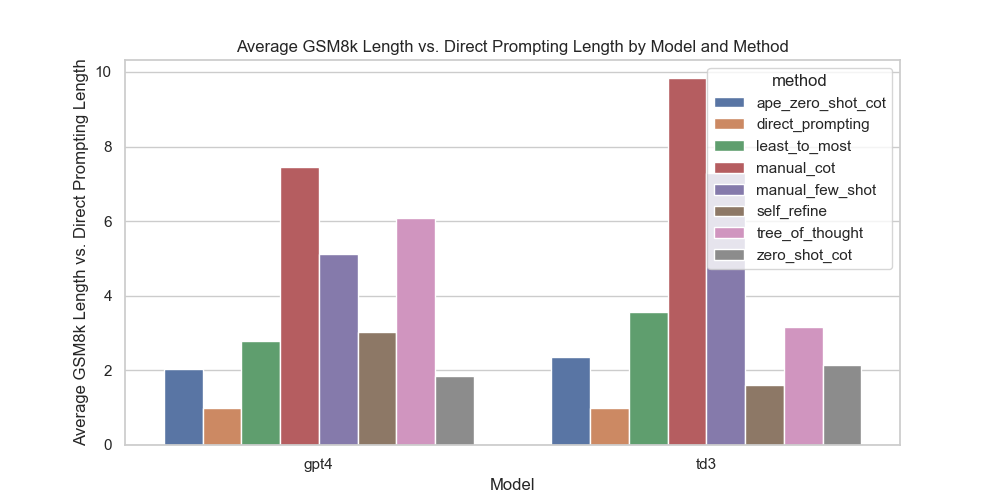 Average GSM8k Length vs. Direct Prompting Length by Model and Method
Average GSM8k Length vs. Direct Prompting Length
10
8
6
4
2
0
method
ape_zero_shot_cot
direct_prompting
least_to_most
manual_cot
manual_few_shot
self_refine
tree_of_thought
zero_shot_cot
gpt4
td3
Model